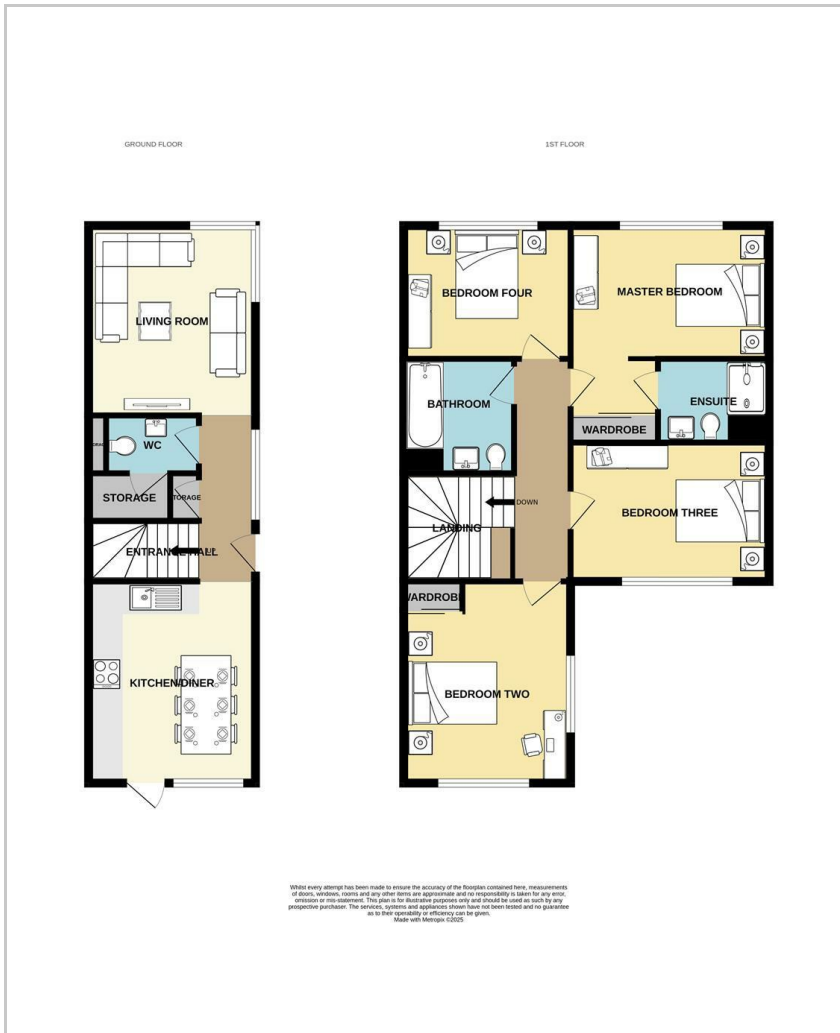 GROUND FLOOR
1ST FLOOR
LIVING ROOM
WC
STORAGE
TORAGE
ENTRANCE HALL
KITCHEN/DINER
BEDROOM FOUR
MASTER BEDROOM
BATHROOM
ENSUITE
WARDROBE
DOWN
LANDING
BEDROOM THREE
WARDROBE
BEDROOM TWO
Whilst every attempt has been made to ensure the accuracy of the floorplan contained here, measurements
of doors, windows, rooms and any other items are approximate and no responsibility is taken for any error,
omission or mis-statement. This plan is for illustrative purposes only and should be used as such by any
prospective purchaser. The services, systems and appliances shown have not been tested and no guarantee
as to their operability or efficiency can be given.
Made with Metropix ©2025